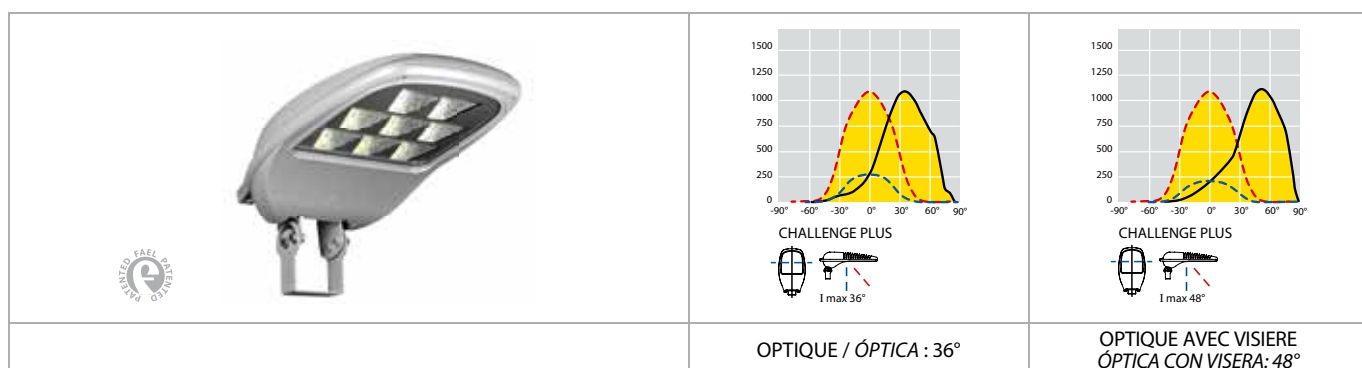 PATENTED FAEL PATENTED
1500
1250
1000
750
500
250
0
-90° -60° -30° 0° 30° 60° 90°
CHALLENGE PLUS
I max 36°
1500
1250
1000
750
500
250
0
-90° -60° -30° 0° 30° 60° 90°
CHALLENGE PLUS
I max 48°
OPTIQUE / ÓPTICA : 36°
OPTIQUE AVEC VISIERE
ÓPTICA CON VISERA: 48°